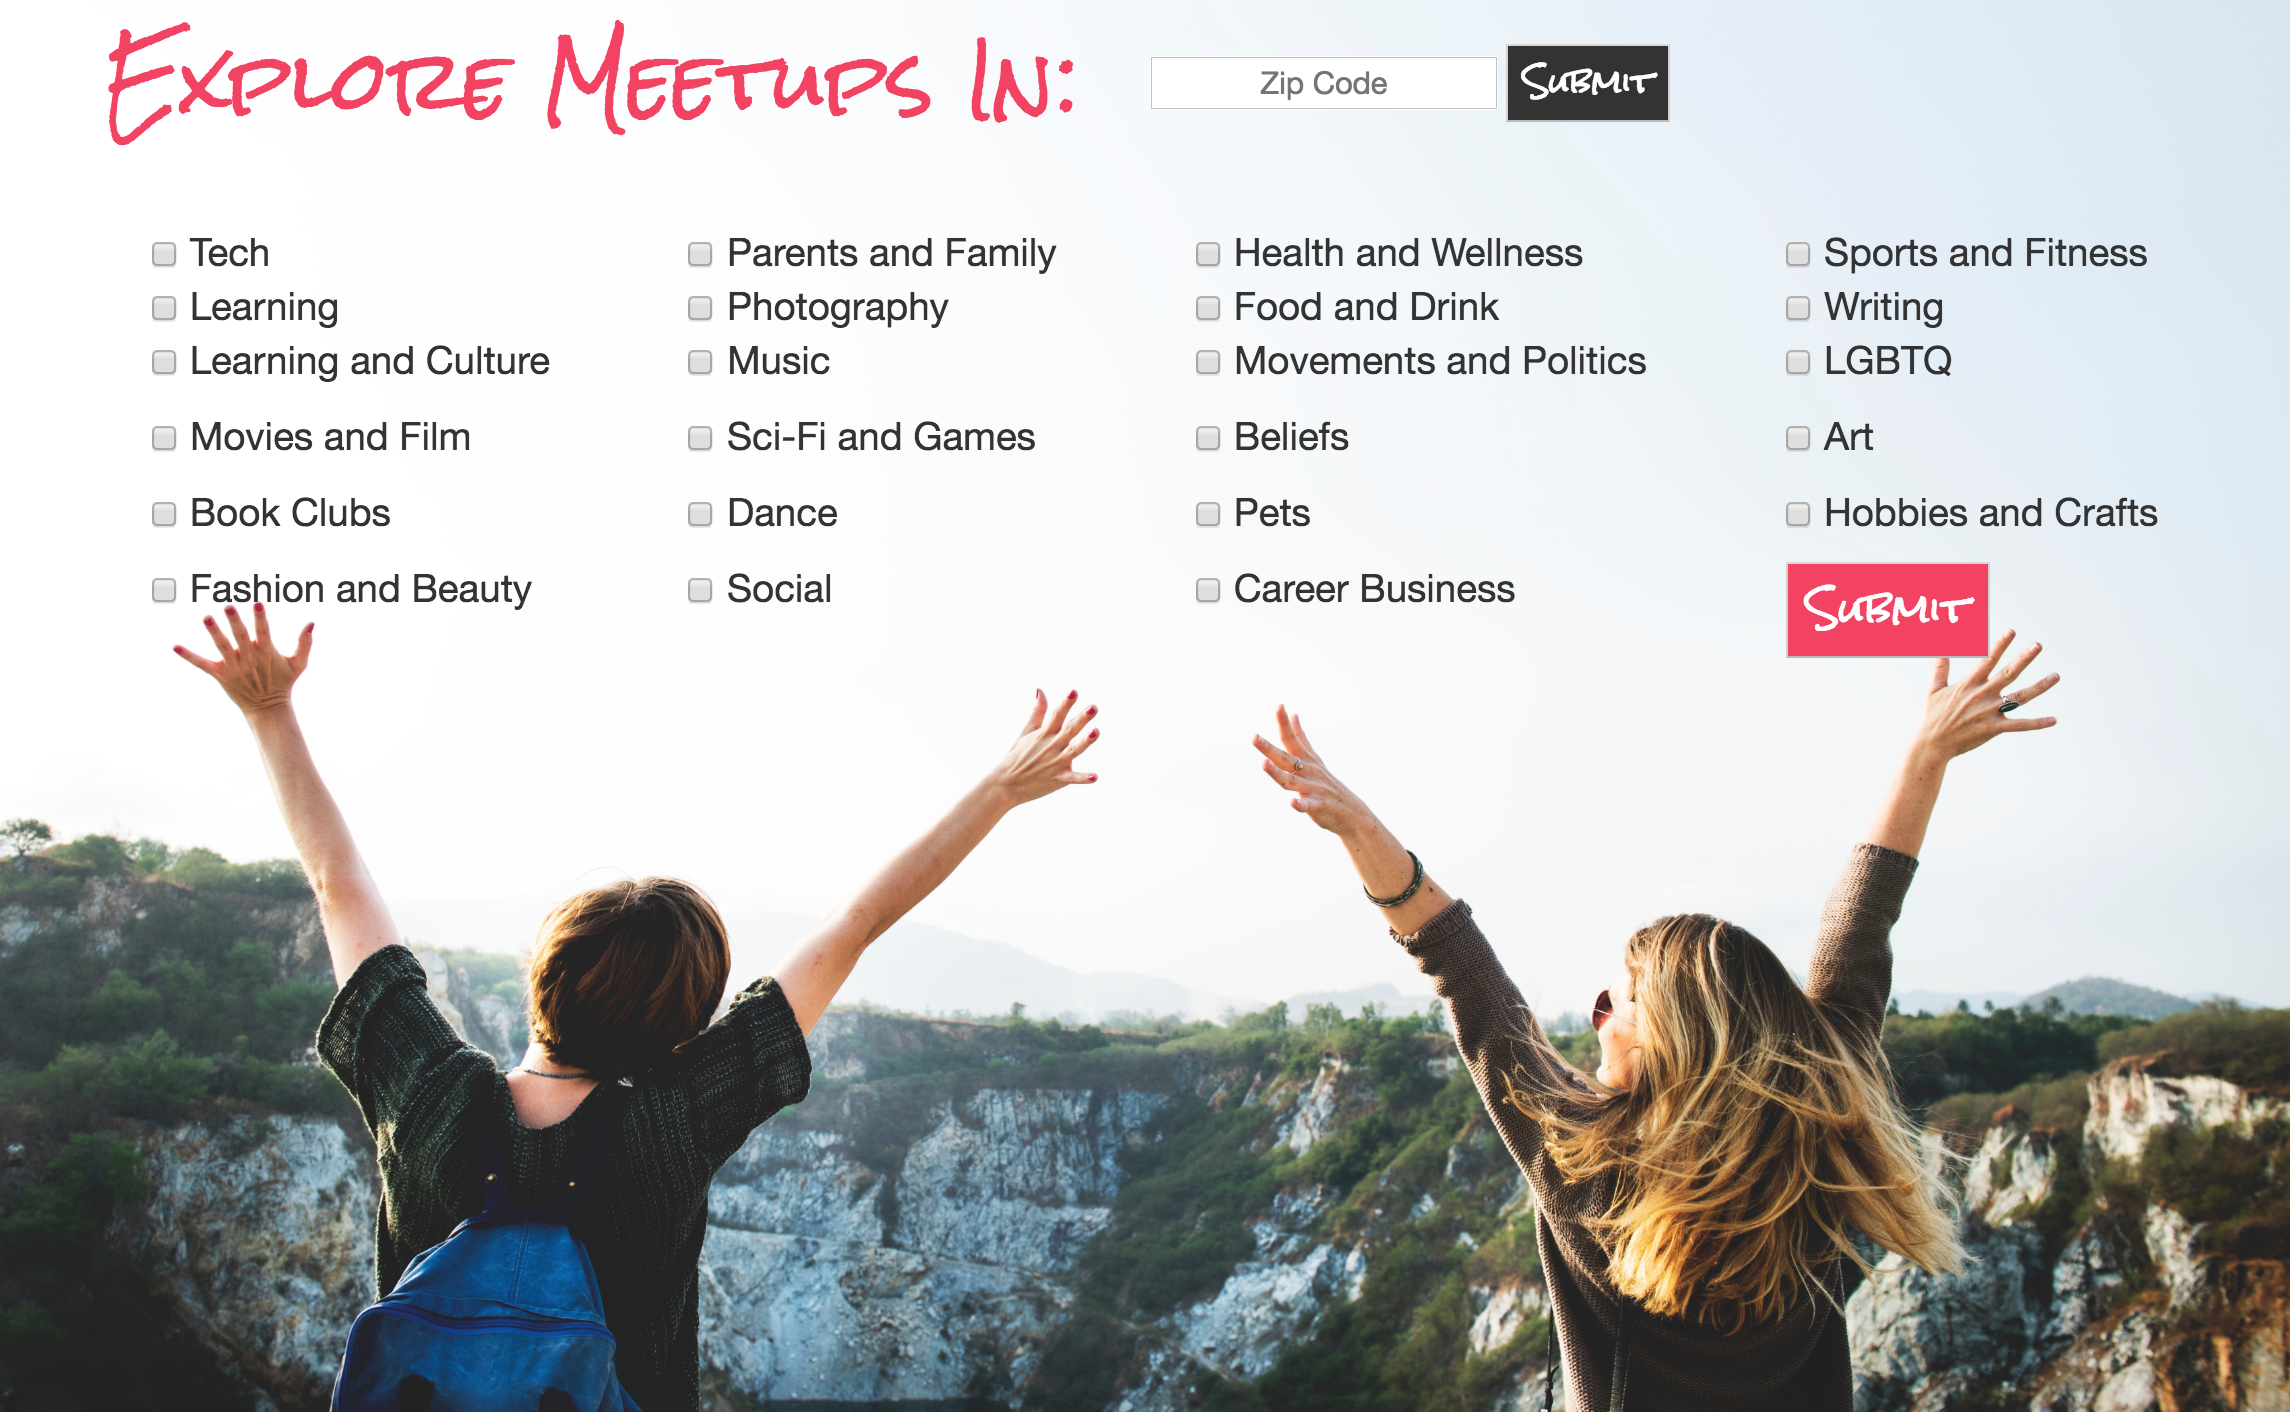 Explore Meetups In:
Zip Code
Submit
Tech
Parents and Family
Health and Wellness
Sports and Fitness
Learning
Photography
Food and Drink
Writing
Learning and Culture
Music
Movements and Politics
LGBTQ
Movies and Film
Sci-Fi and Games
Beliefs
Art
Book Clubs
Dance
Pets
Hobbies and Crafts
Fashion and Beauty
Social
Career Business
Submit